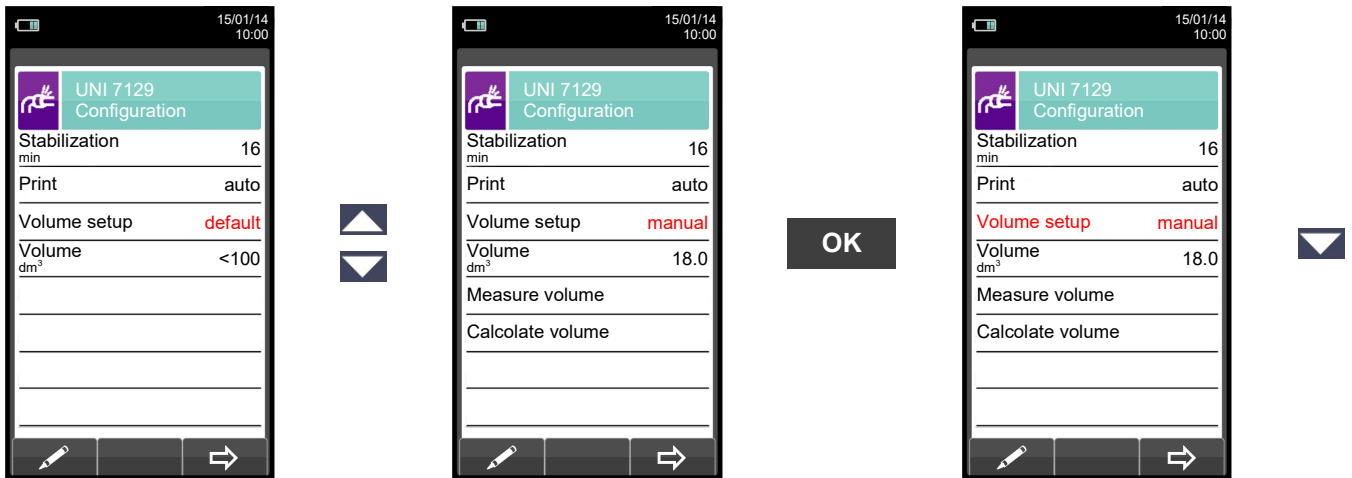 15/01/14
10:00
UNI 7129
Configuration
Stabilization
min
16
Print auto
Volume setup default
Volume
dm³
<100
15/01/14
10:00
UNI 7129
Configuration
Stabilization
min
16
Print auto
Volume setup manual
Volume
dm³
18.0
Measure volume
Calcolate volume
OK
15/01/14
10:00
UNI 7129
Configuration
Stabilization
min
16
Print auto
Volume setup manual
Volume
dm³
18.0
Measure volume
Calcolate volume